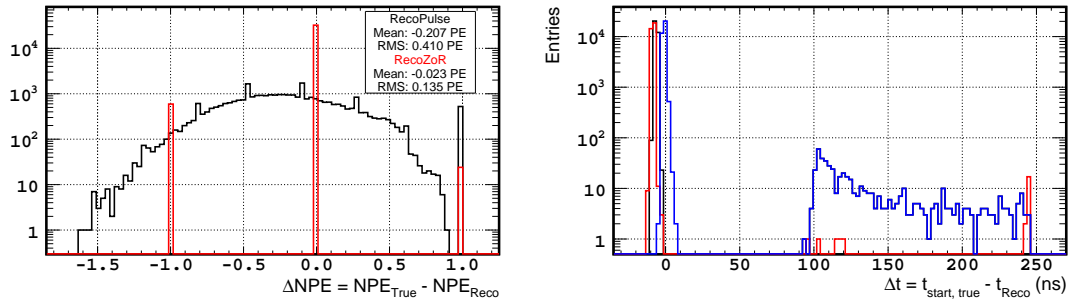 RecoPulse
Mean: -0.207 PE
RMS: 0.410 PE
RecoZoR
Mean: -0.023 PE
RMS: 0.135 PE
10⁴
10³
10²
10
1
−1.5 −1.0 −0.5 0.0 0.5 1.0
ΔNPE = NPE_True - NPE_Reco
Entries
10⁴
10³
10²
10
1
0 50 100 150 200 250
Δt = t_start, true - t_Reco (ns)